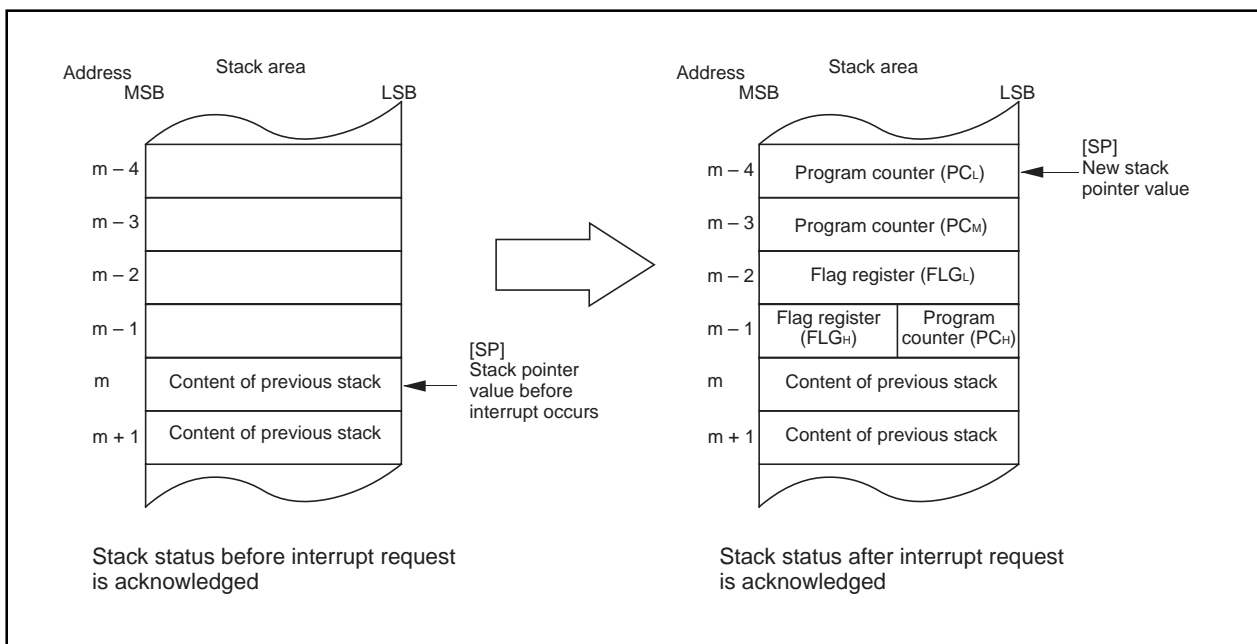 Address
MSB
Stack area
LSB
m – 4
m – 3
m – 2
m – 1
m
Content of previous stack
m + 1
Content of previous stack
[SP]
Stack pointer
value before
interrupt occurs
Stack status before interrupt request
is acknowledged
Address
MSB
Stack area
LSB
m – 4
Program counter (PCL)
m – 3
Program counter (PCM)
m – 2
Flag register (FLGL)
m – 1
Flag register
(FLGH)
Program
counter (PCH)
m
Content of previous stack
m + 1
Content of previous stack
[SP]
New stack
pointer value
Stack status after interrupt request
is acknowledged